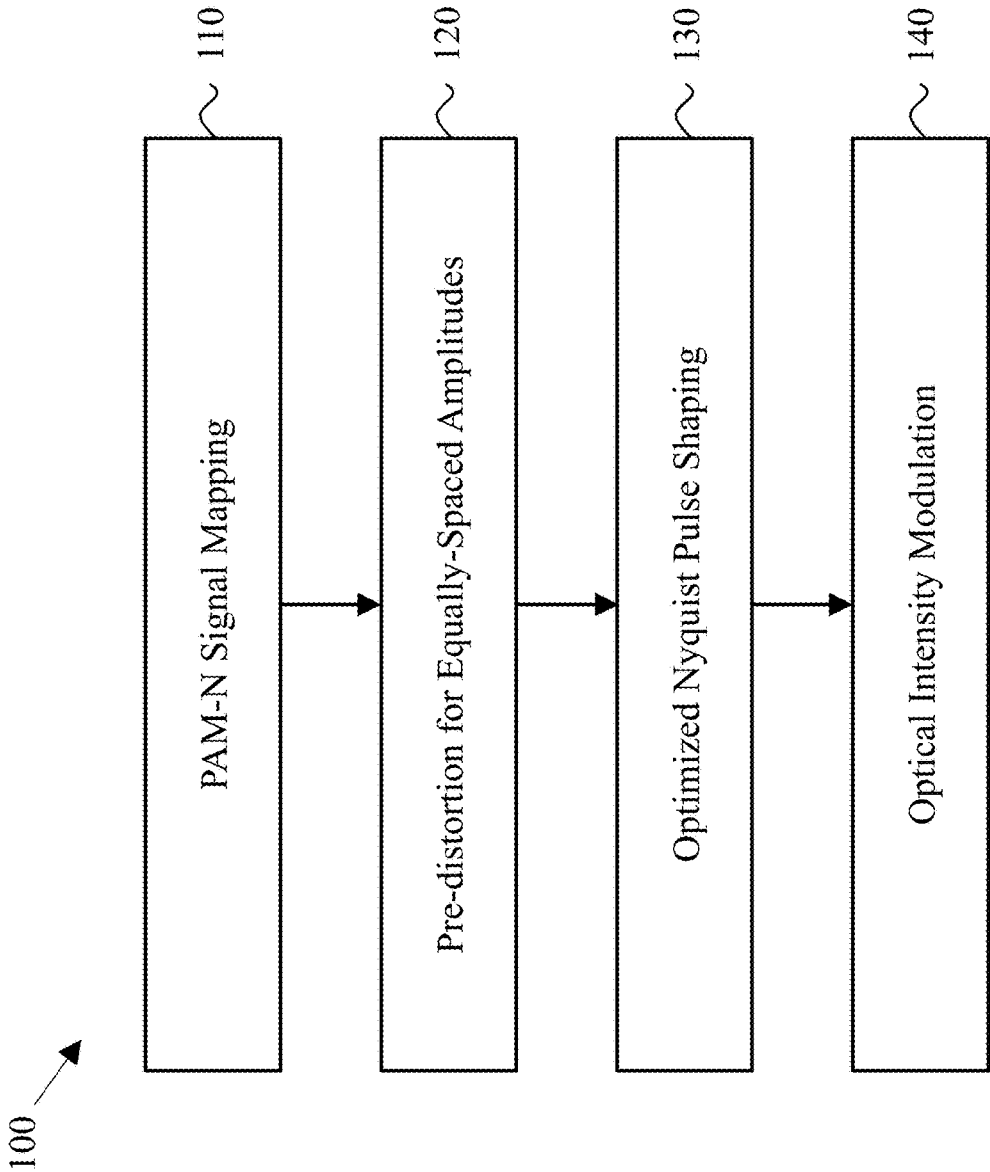 100
PAM-N Signal Mapping
110
Pre-distortion for Equally-Spaced Amplitudes
120
Optimized Nyquist Pulse Shaping
130
Optical Intensity Modulation
140